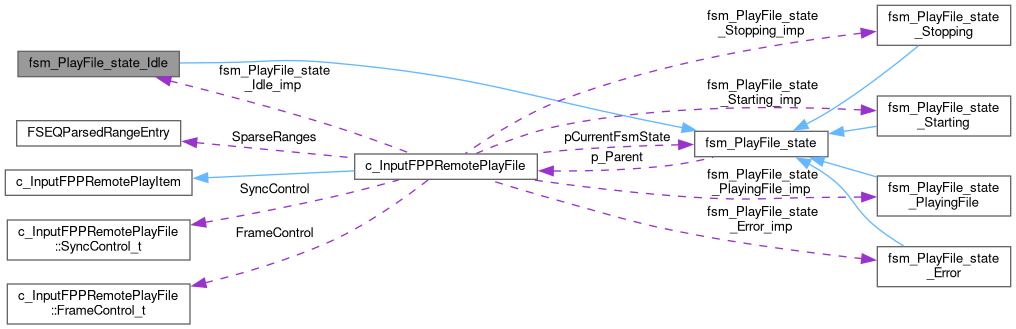 fsm_PlayFile_state_Idle
FSEQParsedRangeEntry
c_InputFPPRemotePlayItem
c_InputFPPRemotePlayFile
::SyncControl_t
c_InputFPPRemotePlayFile
::FrameControl_t
fsm_PlayFile_state
_Idle_imp
SparseRanges
SyncControl
FrameControl
c_InputFPPRemotePlayFile
pCurrentFsmState
p_Parent
fsm_PlayFile_state
_Stopping_imp
fsm_PlayFile_state
_Starting_imp
fsm_PlayFile_state
fsm_PlayFile_state
_PlayingFile_imp
fsm_PlayFile_state
_Error_imp
fsm_PlayFile_state
_Stopping
fsm_PlayFile_state
_Starting
fsm_PlayFile_state
_PlayingFile
fsm_PlayFile_state
_Error